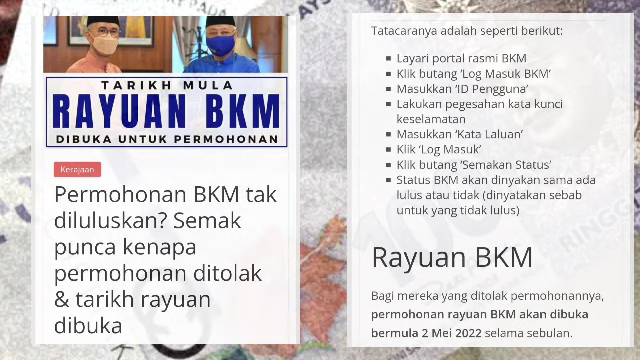 TARIKH MULA
RAYUAN BKM
DIBUKA UNTUK PERMOHONAN
Kerajaan
Permohonan BKM tak
diluluskan? Semak
punca kenapa
permohonan ditolak
& tarikh rayuan
dibuka
Tatacaranya adalah seperti berikut:
Layari portal rasmi BKM
Klik butang ‘Log Masuk BKM’
Masukkan ‘ID Pengguna’
Lakukan pegesahan kata kunci
keselamatan
Masukkan ‘Kata Laluan’
Klik ‘Log Masuk’
Klik butang ‘Semakan Status’
Status BKM akan dinyakan sama ada
lulus atau tidak (dinyatakan sebab
untuk yang tidak lulus)
Rayuan BKM
Bagi mereka yang ditolak permohonannya,
permohonan rayuan BKM akan dibuka
bermula 2 Mei 2022 selama sebulan.